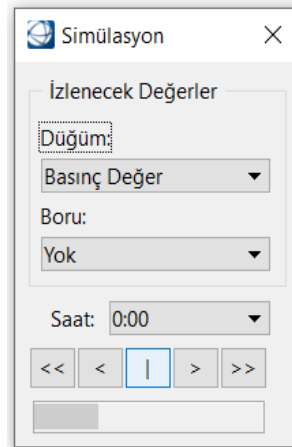 Simülasyon
İzlenecek Değerler
Düğüm:
Basınç Değer
Boru:
Yok
Saat: 0:00
<< < | > >>